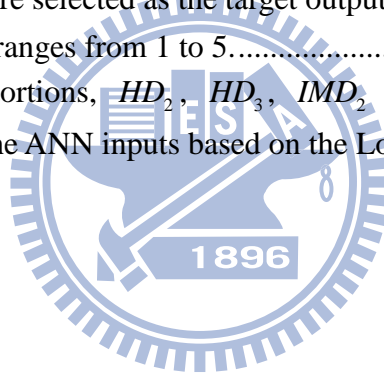 re selected as the target output
ranges from 1 to 5...................
ortions, HD₂, HD₃, IMD₂
ne ANN inputs based on the Lo
E S A
1896